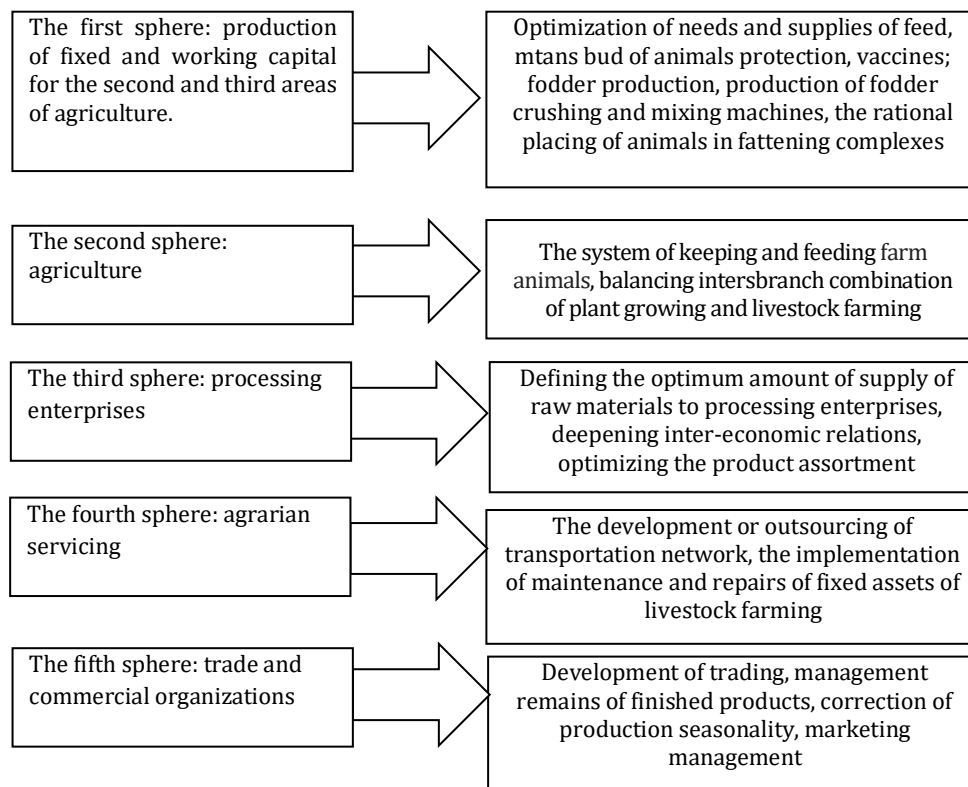 The first sphere: production
of fixed and working capital
for the second and third areas
of agriculture.
Optimization of needs and supplies of feed,
mtans bud of animals protection, vaccines;
fodder production, production of fodder
crushing and mixing machines, the rational
placing of animals in fattening complexes
The second sphere:
agriculture
The system of keeping and feeding farm
animals, balancing intersbranch combination
of plant growing and livestock farming
The third sphere: processing
enterprises
Defining the optimum amount of supply of
raw materials to processing enterprises,
deepening inter-economic relations,
optimizing the product assortment
The fourth sphere: agrarian
servicing
The development or outsourcing of
transportation network, the implementation
of maintenance and repairs of fixed assets of
livestock farming
The fifth sphere: trade and
commercial organizations
Development of trading, management
remains of finished products, correction of
production seasonality, marketing
management